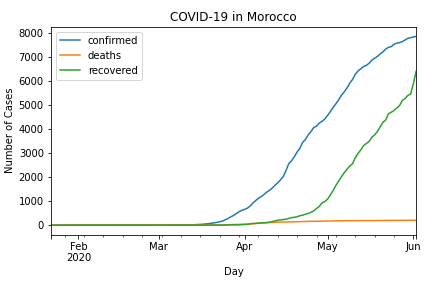 COVID-19 in Morocco
confirmed
deaths
recovered
Number of Cases
8000
7000
6000
5000
4000
3000
2000
1000
0
Feb
2020
Mar
Apr
May
Jun
Day